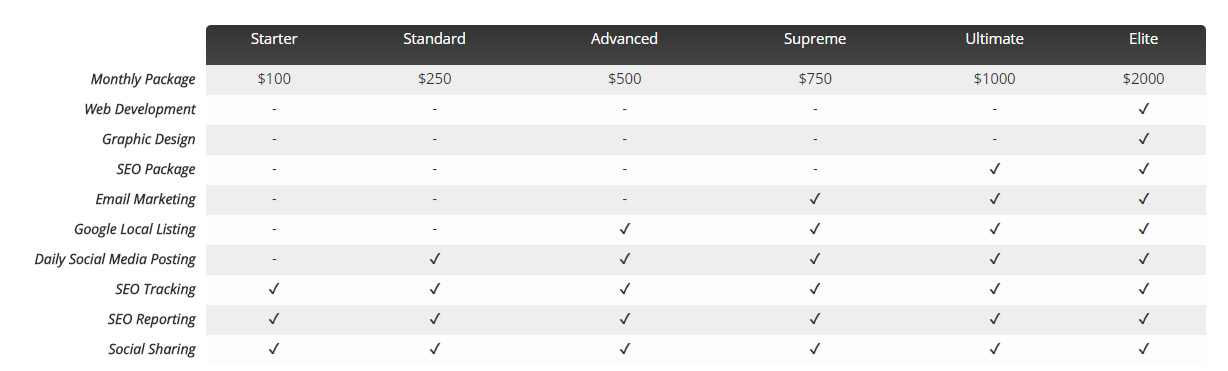 Starter Standard Advanced Supreme Ultimate Elite
Monthly Package $100 $250 $500 $750 $1000 $2000
Web Development - - - - - ✓
Graphic Design - - - - - ✓
SEO Package - - - - ✓ ✓
Email Marketing - - - ✓ ✓ ✓
Google Local Listing - - ✓ ✓ ✓ ✓
Daily Social Media Posting - ✓ ✓ ✓ ✓ ✓
SEO Tracking ✓ ✓ ✓ ✓ ✓ ✓
SEO Reporting ✓ ✓ ✓ ✓ ✓ ✓
Social Sharing ✓ ✓ ✓ ✓ ✓ ✓